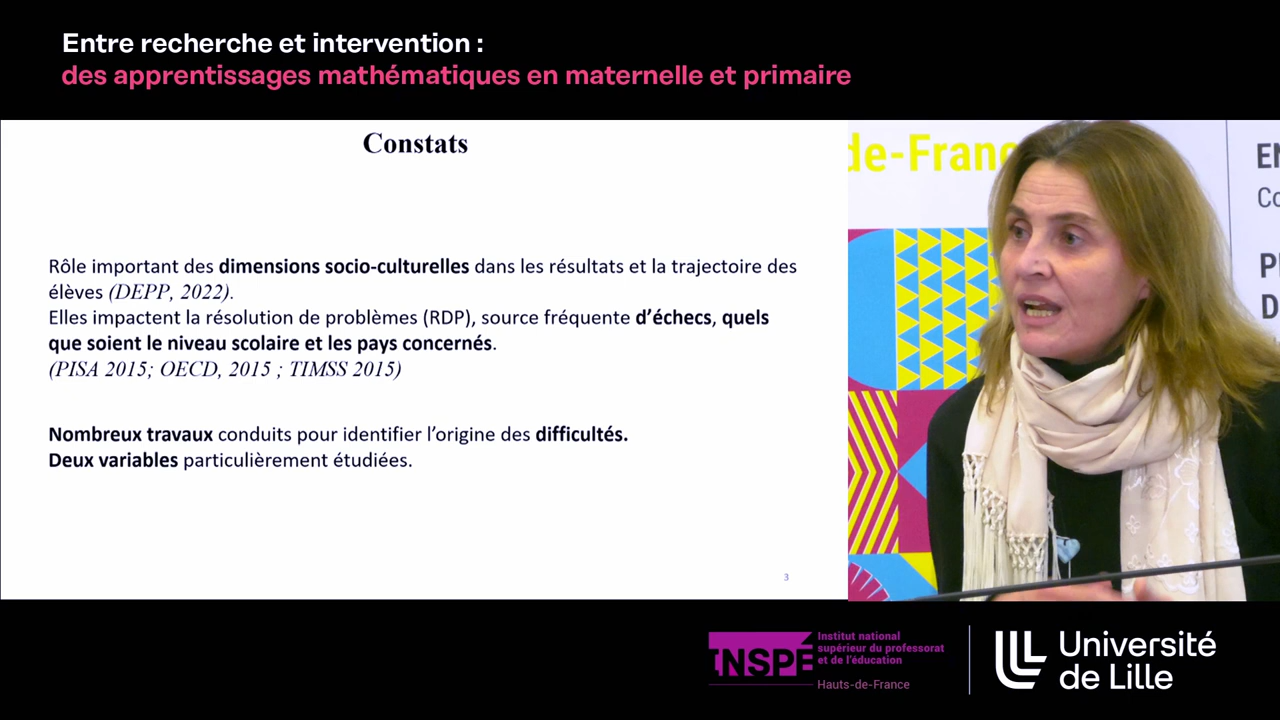 Entre recherche et intervention :
des apprentissages mathématiques en maternelle et primaire
Constats
Rôle important des dimensions socio-culturelles dans les résultats et la trajectoire des
élèves (DEPP, 2022).
Elles impactent la résolution de problèmes (RDP), source fréquente d’échecs, quels
que soient le niveau scolaire et les pays concernés.
(PISA 2015; OECD, 2015 ; TIMSS 2015)
Nombreux travaux conduits pour identifier l’origine des difficultés.
Deux variables particulièrement étudiées.
3
de-Franc
EN
Co
P
D
INSPÉ
Institut national
supérieur du professorat
et de l’éducation
Hauts-de-France
Université
de Lille